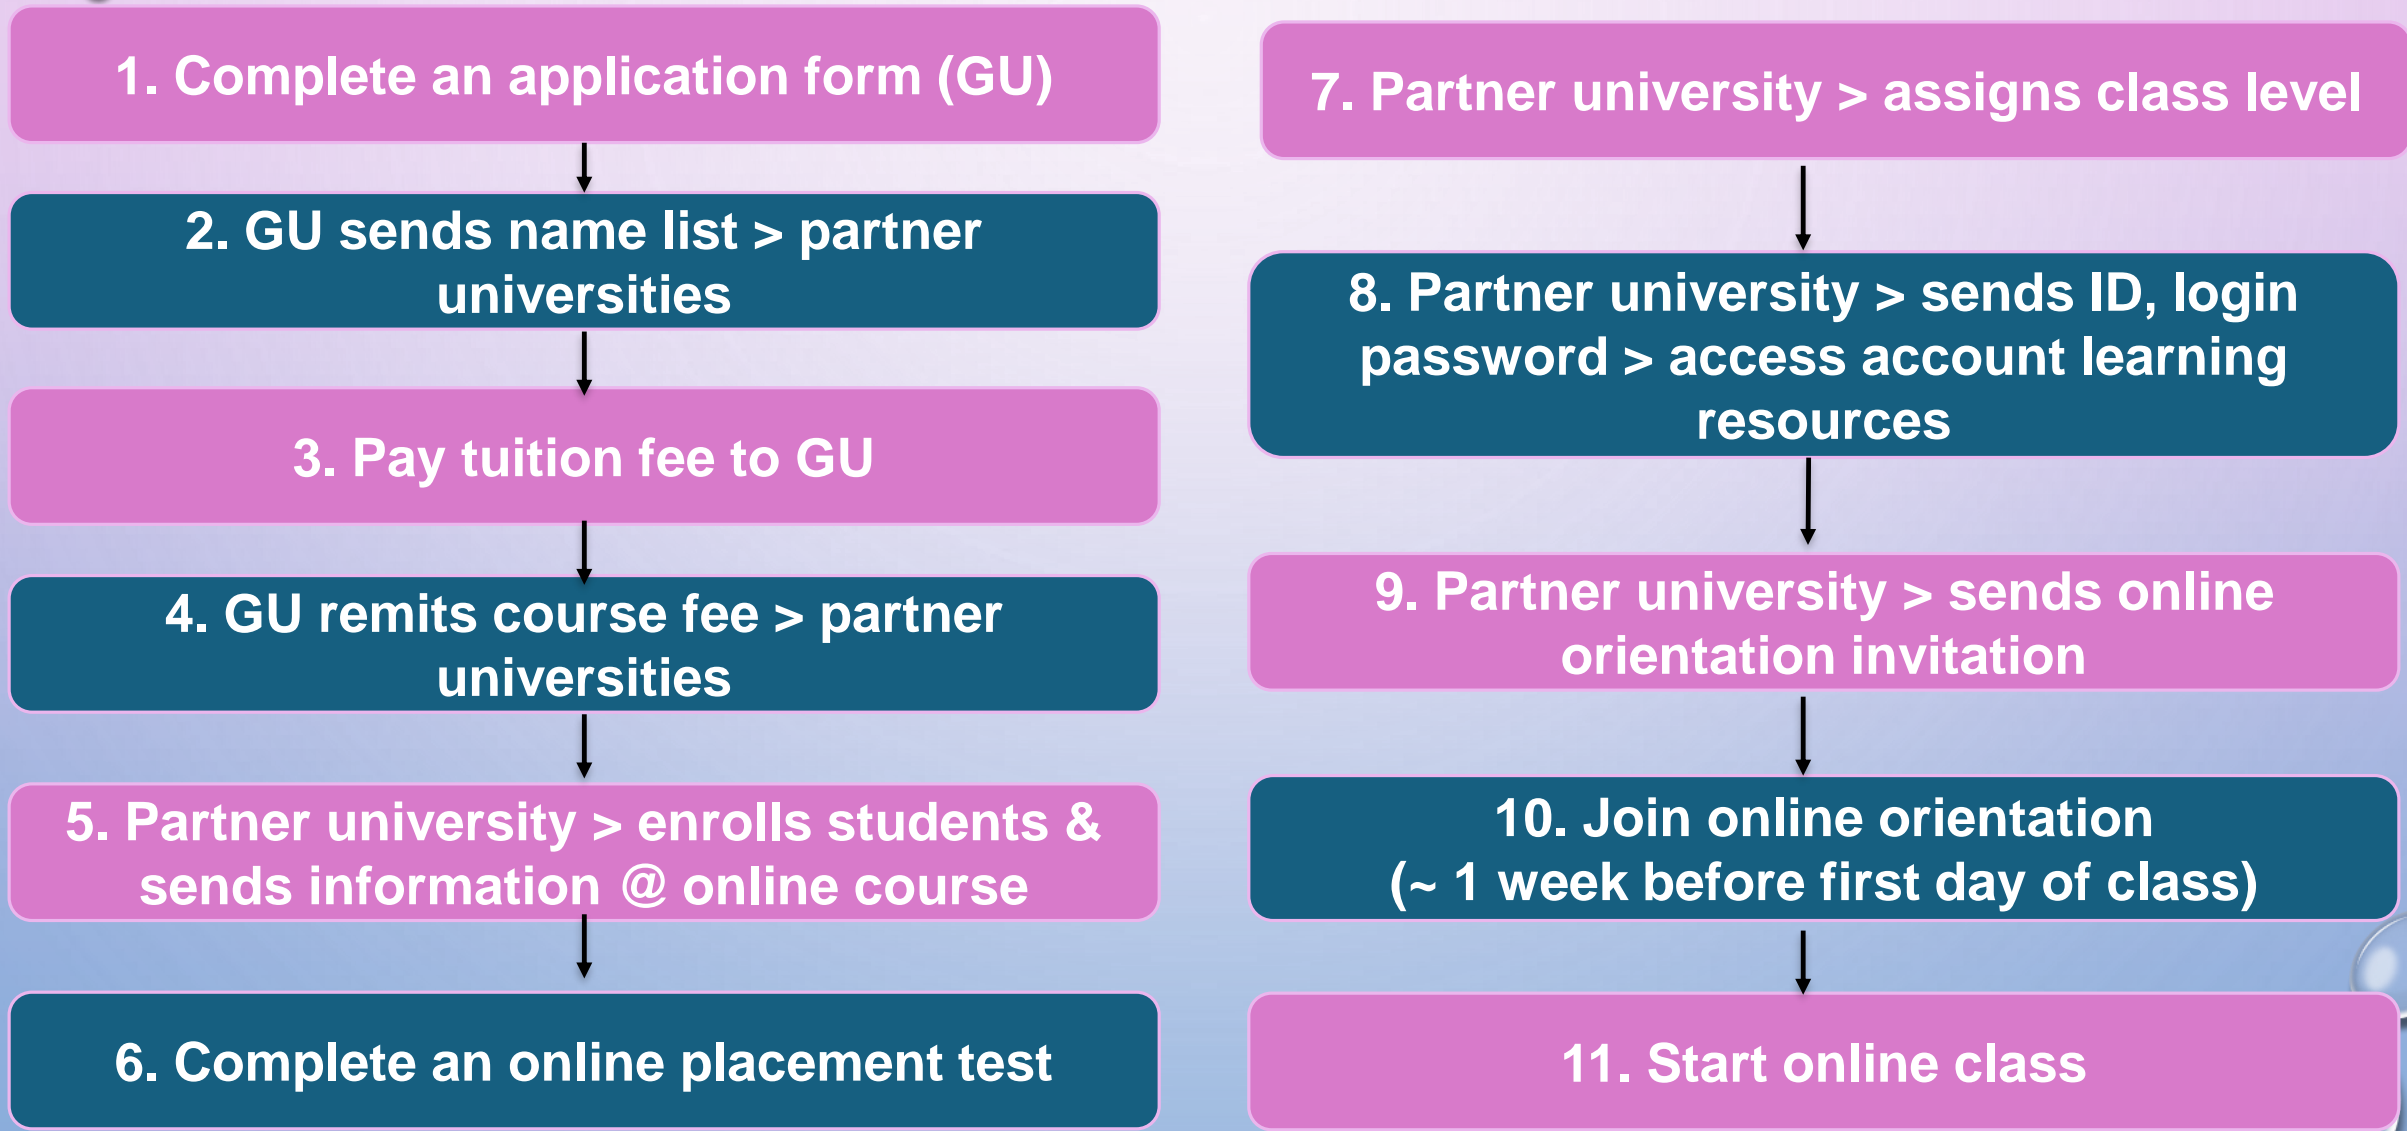 1. Complete an application form (GU)
2. GU sends name list > partner
universities
3. Pay tuition fee to GU
4. GU remits course fee > partner
universities
5. Partner university > enrolls students &
sends information @ online course
6. Complete an online placement test
7. Partner university > assigns class level
8. Partner university > sends ID, login
password > access account learning
resources
9. Partner university > sends online
orientation invitation
10. Join online orientation
(~ 1 week before first day of class)
11. Start online class